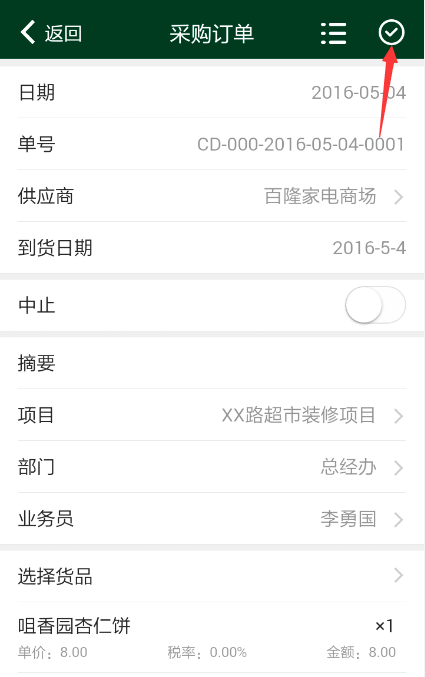 返回 采购订单
日期 2016-05-04
单号 CD-000-2016-05-04-0001
供应商 百隆家电商场
到货日期 2016-5-4
中止
摘要
项目 XX路超市装修项目
部门 总经办
业务员 李勇国
选择货品
咀香园杏仁饼 ×1
单价：8.00 税率：0.00% 金额：8.00